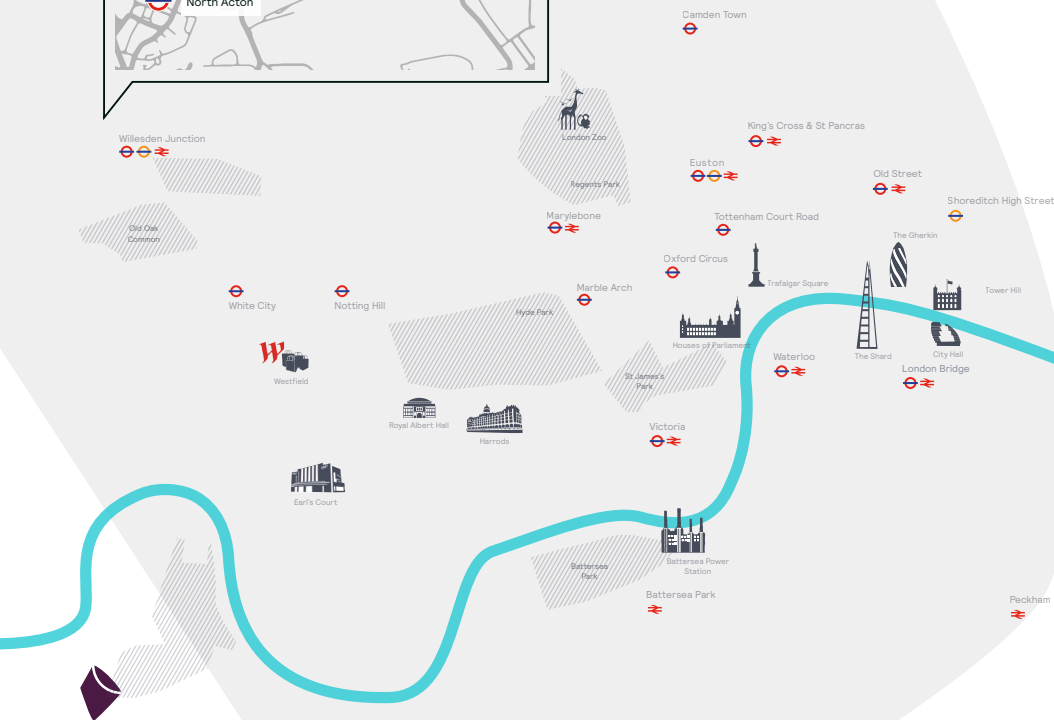 North Acton
Camden Town
King's Cross & St Pancras
London Zoo
Willesden Junction
Euston
Old Street
Regents Park
Shoreditch High Street
Marylebone
Tottenham Court Road
Old Oak
Common
The Gherkin
Oxford Circus
Trafalgar Square
Marble Arch
Tower Hill
White City
Notting Hill
Hyde Park
Houses of Parliament
The Shard
City Hall
Waterloo
London Bridge
W
Westfield
St James's
Park
Royal Albert Hall
Harrods
Victoria
Earl's Court
Battersea Power
Station
Battersea
Park
Battersea Park
Peckham